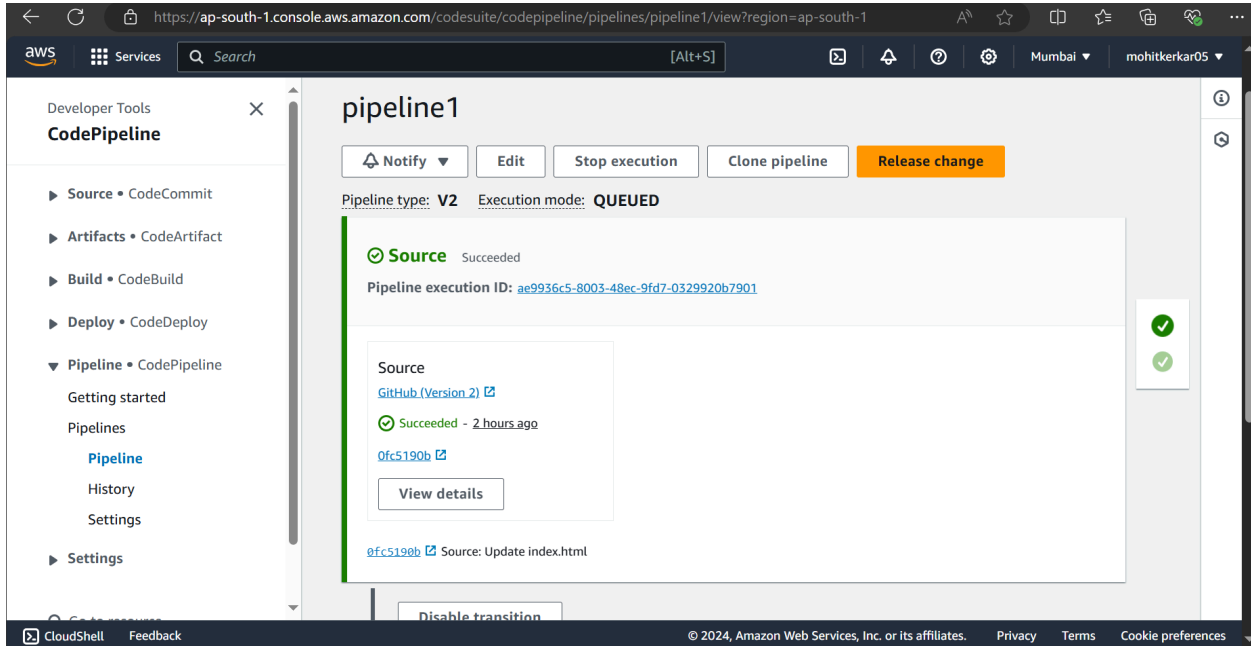 https://ap-south-1.console.aws.amazon.com/codesuite/codepipeline/pipelines/pipeline1/view?region=ap-south-1
aws Services Search [Alt+S] Mumbai mohitkerkar05
Developer Tools
CodePipeline
Source • CodeCommit
Artifacts • CodeArtifact
Build • CodeBuild
Deploy • CodeDeploy
Pipeline • CodePipeline
Getting started
Pipelines
Pipeline
History
Settings
Settings
Go to resource
pipeline1
Notify Edit Stop execution Clone pipeline Release change
Pipeline type: V2 Execution mode: QUEUED
Source Succeeded
Pipeline execution ID: ae9936c5-8003-48ec-9fd7-0329920b7901
Source
GitHub (Version 2)
Succeeded - 2 hours ago
0fc5190b
View details
0fc5190b Source: Update index.html
Disable transition
CloudShell Feedback © 2024, Amazon Web Services, Inc. or its affiliates. Privacy Terms Cookie preferences